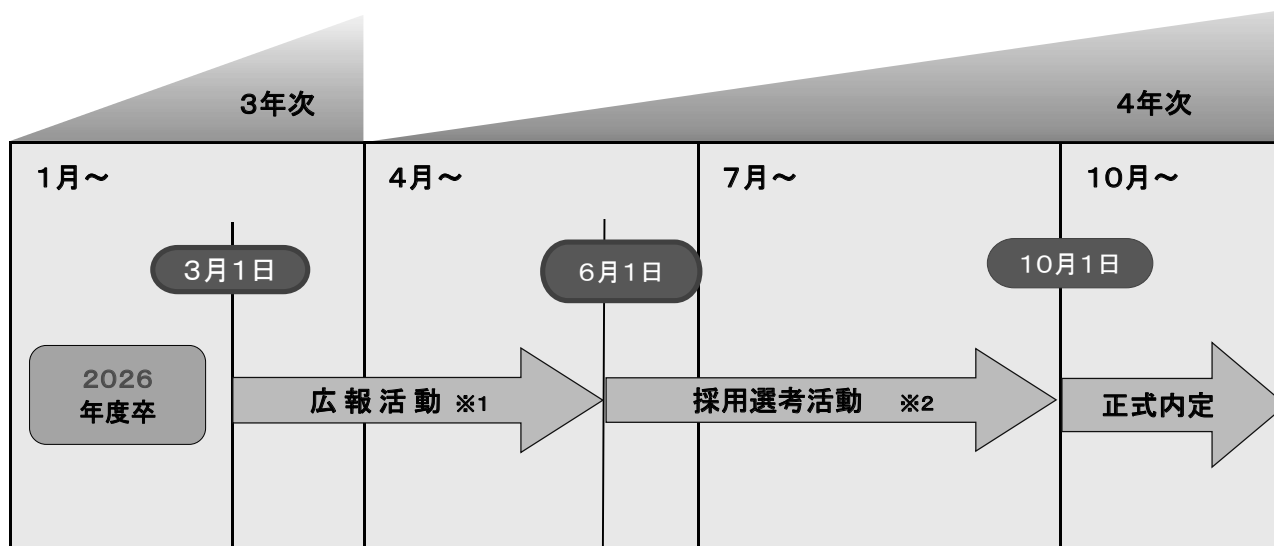 3年次
4年次
1月～
4月～
7月～
10月～
3月1日
6月1日
10月1日
2026
年度卒
広報活動 ※1
採用選考活動 ※2
正式内定